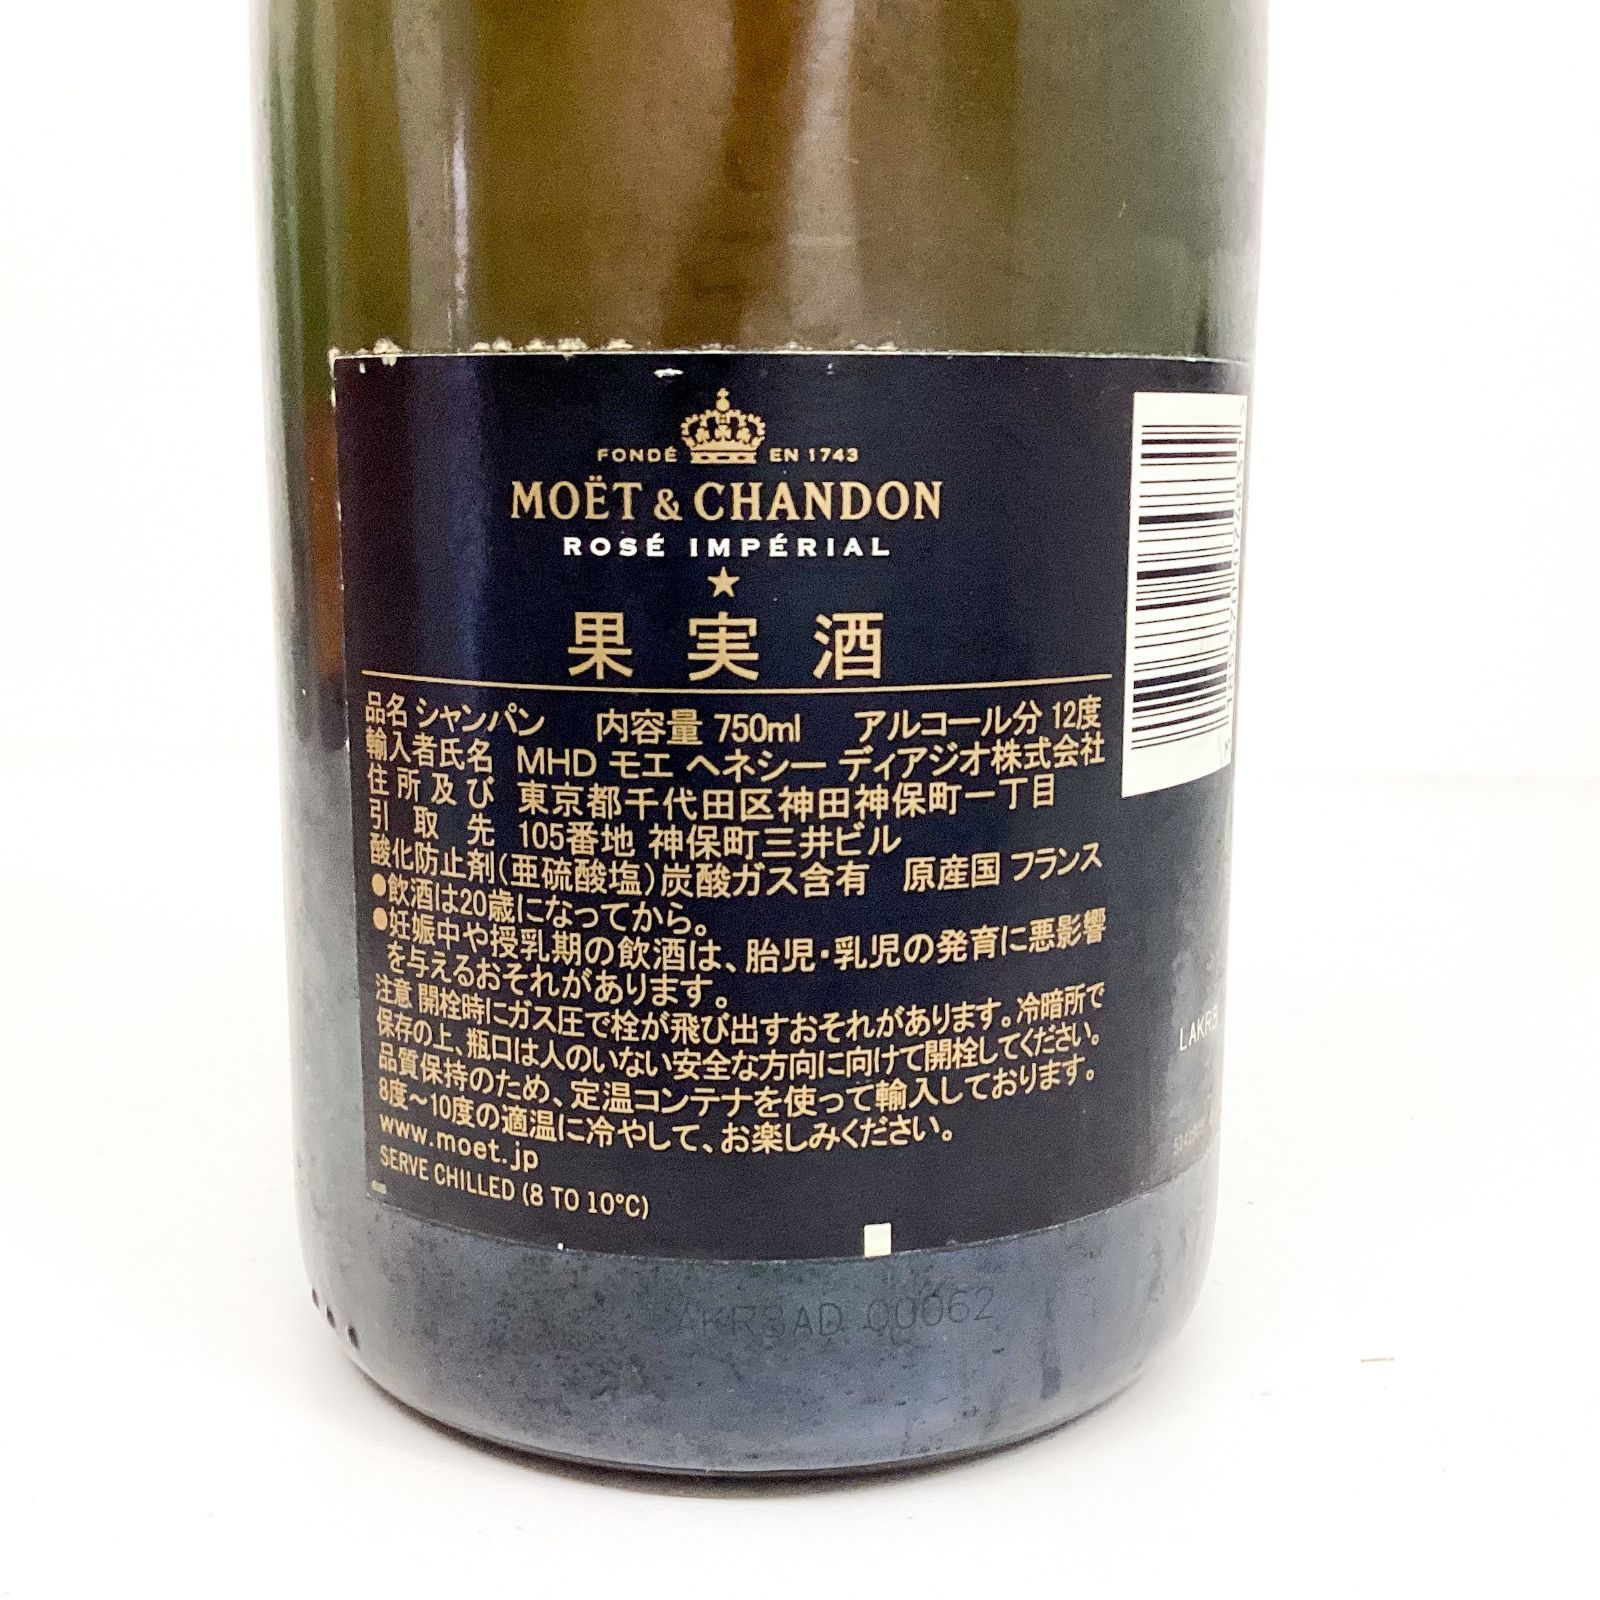 FONDÉ EN 1743
MOËT & CHANDON
ROSÉ IMPÉRIAL
果実酒
品名 シャンパン 内容量 750ml アルコール分 12度
輸入者氏名 MHD モエ ヘネシー ディアジオ株式会社
住所及び 東京都千代田区神田神保町一丁目
引取先 105番地 神保町三井ビル
酸化防止剤(亜硫酸塩)炭酸ガス含有 原産国 フランス
●飲酒は20歳になってから。
●妊娠中や授乳期の飲酒は、胎児・乳児の発育に悪影響
を与えるおそれがあります。
注意 開栓時にガス圧で栓が飛び出すおそれがあります。冷暗所で
保存の上、瓶口は人のいない安全な方向に向けて開栓してください。
品質保持のため、定温コンテナを使って輸入しております。
8度〜10度の適温に冷やして、お楽しみください。
www.moet.jp
SERVE CHILLED (8 TO 10°C)
AKR3AD 00062